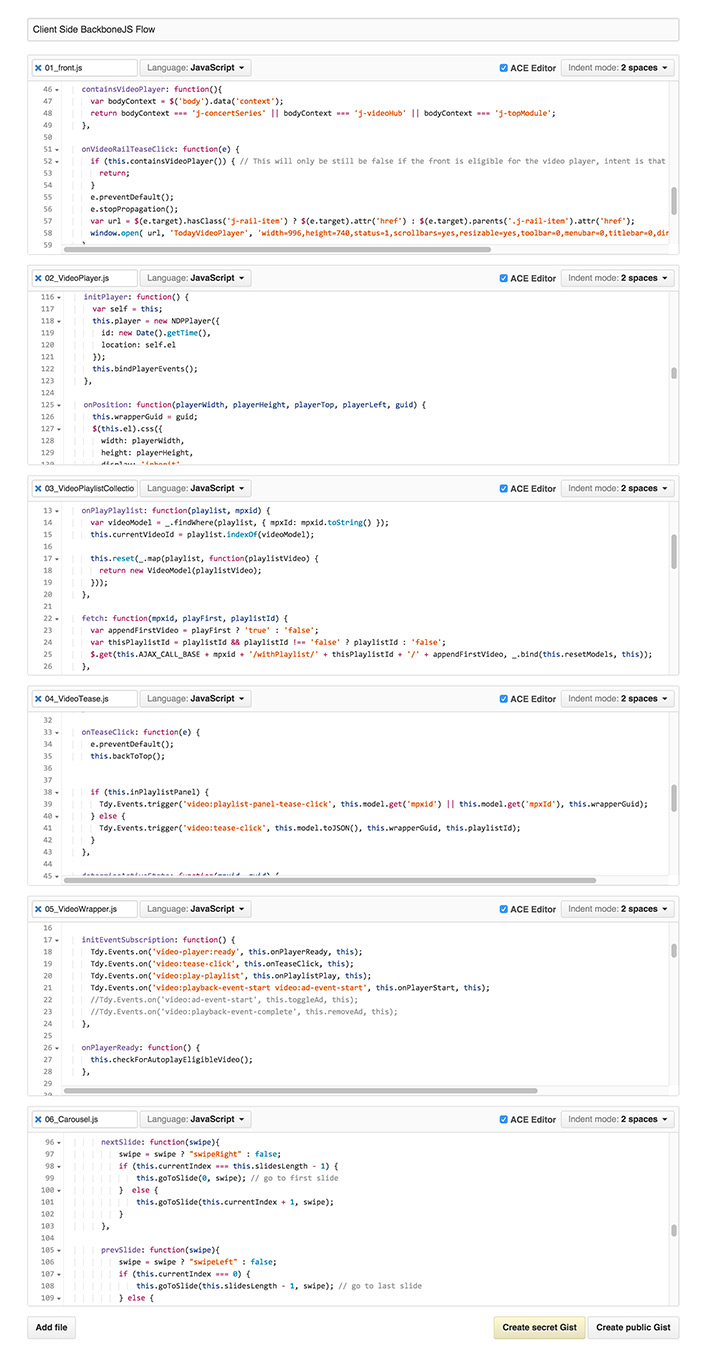 Client Side BackboneJS Flow
01_front.js Language: JavaScript ACE Editor Indent mode: 2 spaces
46 containsVideoPlayer: function(){
47 var bodyContext = $('body').data('context');
48 return bodyContext === 'j-concertSeries' || bodyContext === 'j-videoHub' || bodyContext === 'j-topModule';
49 },
50
51 onVideoRailTeaseClick: function(e) {
52 if (this.containsVideoPlayer()) { // This will only be still be false if the front is eligible for the video player, intent is that
53 return;
54 }
55 e.preventDefault();
56 e.stopPropagation();
57 var url = $(e.target).hasClass('j-rail-item') ? $(e.target).attr('href') : $(e.target).parents('.j-rail-item').attr('href');
58 window.open( url, 'TodayVideoPlayer', 'width=996,height=740,status=1,scrollbars=yes,resizable=yes,toolbar=0,menubar=0,titlebar=0,dir
59 }
02_VideoPlayer.js Language: JavaScript ACE Editor Indent mode: 2 spaces
116 initPlayer: function() {
117 var self = this;
118 this.player = new NDPPlayer({
119 id: new Date().getTime(),
120 location: self.el
121 });
122 this.bindPlayerEvents();
123 },
124
125 onPosition: function(playerWidth, playerHeight, playerTop, playerLeft, guid) {
126 this.wrapperGuid = guid;
127 $(this.el).css({
128 width: playerWidth,
129 height: playerHeight,
130 display: 'inherit'
03_VideoPlaylistCollectio Language: JavaScript ACE Editor Indent mode: 2 spaces
13 onPlayPlaylist: function(playlist, mpxid) {
14 var videoModel = _.findWhere(playlist, { mpxId: mpxid.toString() });
15 this.currentVideoId = playlist.indexOf(videoModel);
16
17 this.reset(_.map(playlist, function(playlistVideo) {
18 return new VideoModel(playlistVideo);
19 }));
20 },
21
22 fetch: function(mpxid, playFirst, playlistId) {
23 var appendFirstVideo = playFirst ? 'true' : 'false';
24 var thisPlaylistId = playlistId && playlistId !== 'false' ? playlistId : 'false';
25 $.get(this.AJAX_CALL_BASE + mpxid + '/withPlaylist/' + thisPlaylistId + '/' + appendFirstVideo, _.bind(this.resetModels, this));
26 },
04_VideoTease.js Language: JavaScript ACE Editor Indent mode: 2 spaces
32
33 onTeaseClick: function(e) {
34 e.preventDefault();
35 this.backToTop();
36
37
38 if (this.inPlaylistPanel) {
39 Tdy.Events.trigger('video:playlist-panel-tease-click', this.model.get('mpxid') || this.model.get('mpxId'), this.wrapperGuid);
40 } else {
41 Tdy.Events.trigger('video:tease-click', this.model.toJSON(), this.wrapperGuid, this.playlistId);
42 }
43 },
44
45 determineActiveState: function(mpxid, guid) {
05_VideoWrapper.js Language: JavaScript ACE Editor Indent mode: 2 spaces
16
17 initEventSubscription: function() {
18 Tdy.Events.on('video-player:ready', this.onPlayerReady, this);
19 Tdy.Events.on('video:tease-click', this.onTeaseClick, this);
20 Tdy.Events.on('video:play-playlist', this.onPlaylistPlay, this);
21 Tdy.Events.on('video:playback-event-start video:ad-event-start', this.onPlayerStart, this);
22 //Tdy.Events.on('video:ad-event-start', this.toggleAd, this);
23 //Tdy.Events.on('video:playback-event-complete', this.removeAd, this);
24 },
25
26 onPlayerReady: function() {
27 this.checkForAutoplayEligibleVideo();
28 },
29
30
06_Carousel.js Language: JavaScript ACE Editor Indent mode: 2 spaces
96 nextSlide: function(swipe){
97 swipe = swipe ? "swipeRight" : false;
98 if (this.currentIndex === this.slidesLength - 1) {
99 this.goToSlide(0, swipe); // go to first slide
100 } else {
101 this.goToSlide(this.currentIndex + 1, swipe);
102 }
103 },
104
105 prevSlide: function(swipe){
106 swipe = swipe ? "swipeLeft" : false;
107 if (this.currentIndex === 0) {
108 this.goToSlide(this.slidesLength - 1, swipe); // go to last slide
109 } else {
Add file Create secret Gist Create public Gist